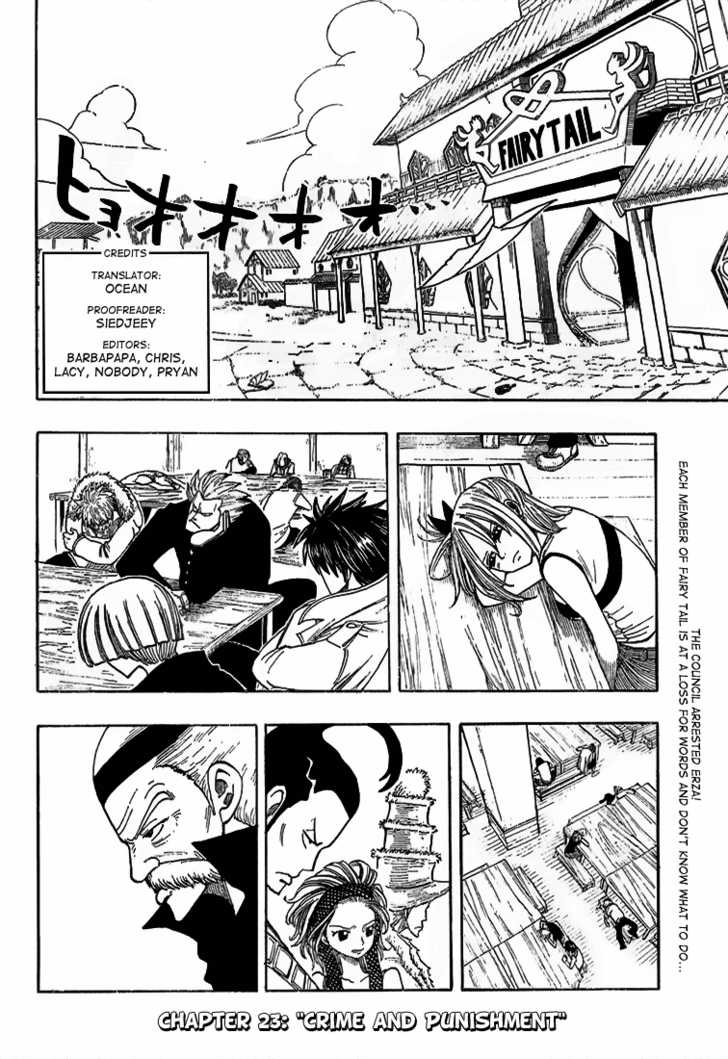 FAIRY TAIL
ヒョオオオオ
CREDITS
TRANSLATOR:
OCEAN
PROOFREADER:
SIEDJEEY
EDITORS:
BARBAPAPA, CHRIS,
LACY, NOBODY, PRYAN
THE COUNCIL ARRESTED ERZA!
EACH MEMBER OF FAIRY TAIL IS AT A LOSS FOR WORDS AND DON'T KNOW WHAT TO DO...
CHAPTER 23: "CRIME AND PUNISHMENT"